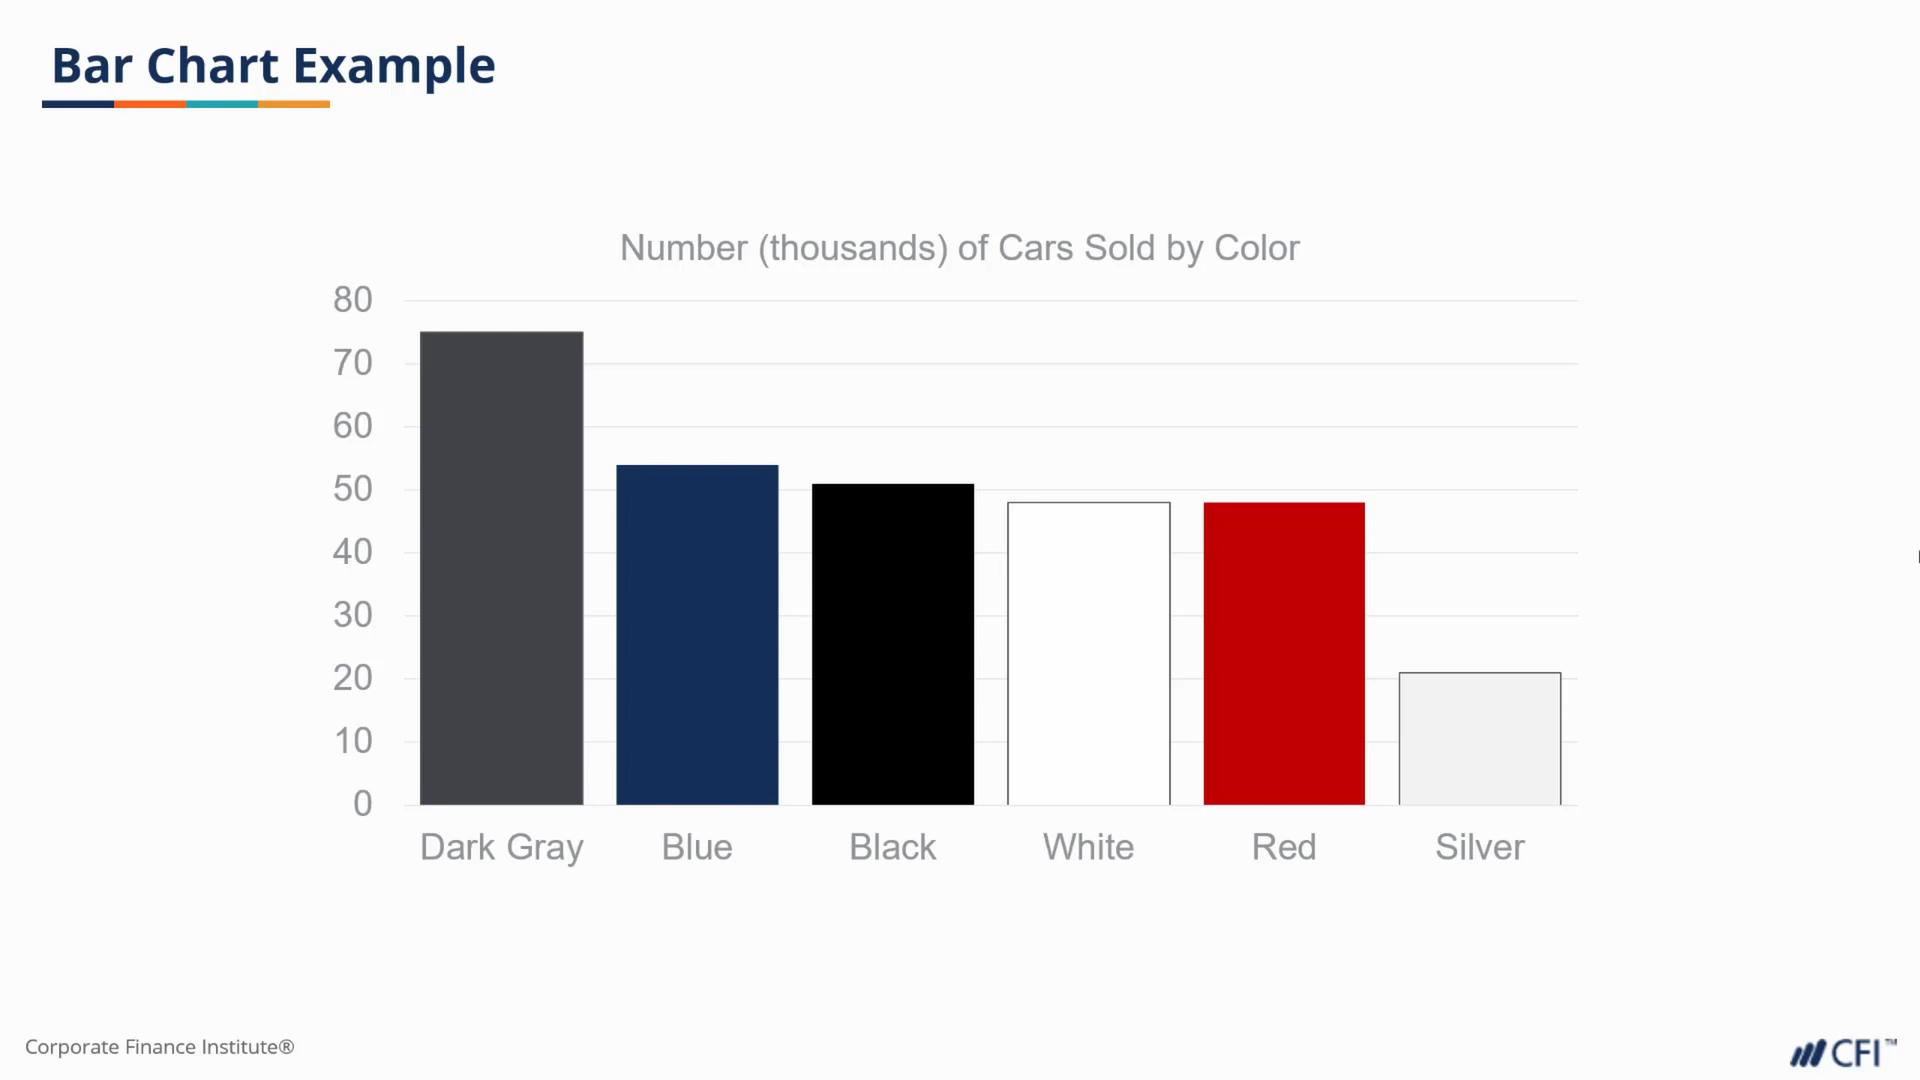 Bar Chart Example
Number (thousands) of Cars Sold by Color
80
70
60
50
40
30
20
10
0
Dark Gray Blue Black White Red Silver
Corporate Finance Institute®
CFI™